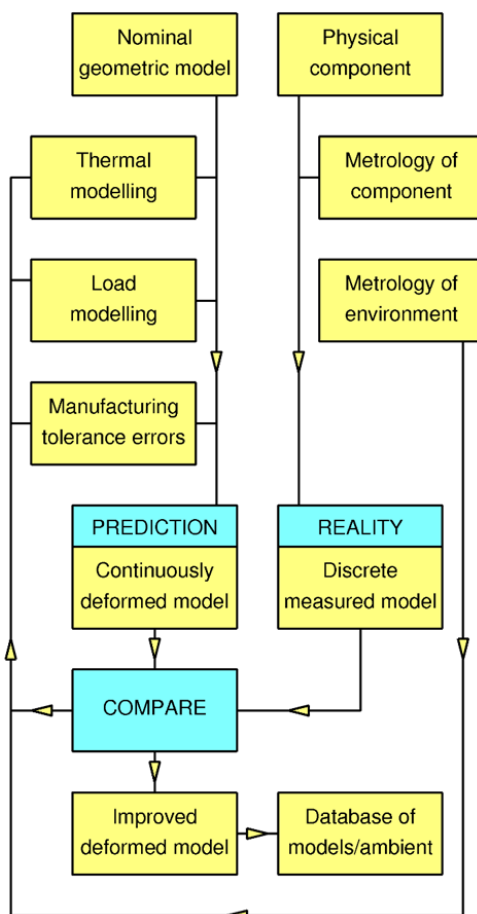 Nominal
geometric model
Physical
component
Thermal
modelling
Metrology of
component
Load
modelling
Metrology of
environment
Manufacturing
tolerance errors
PREDICTION
Continuously
deformed model
REALITY
Discrete
measured model
COMPARE
Improved
deformed model
Database of
models/ambient